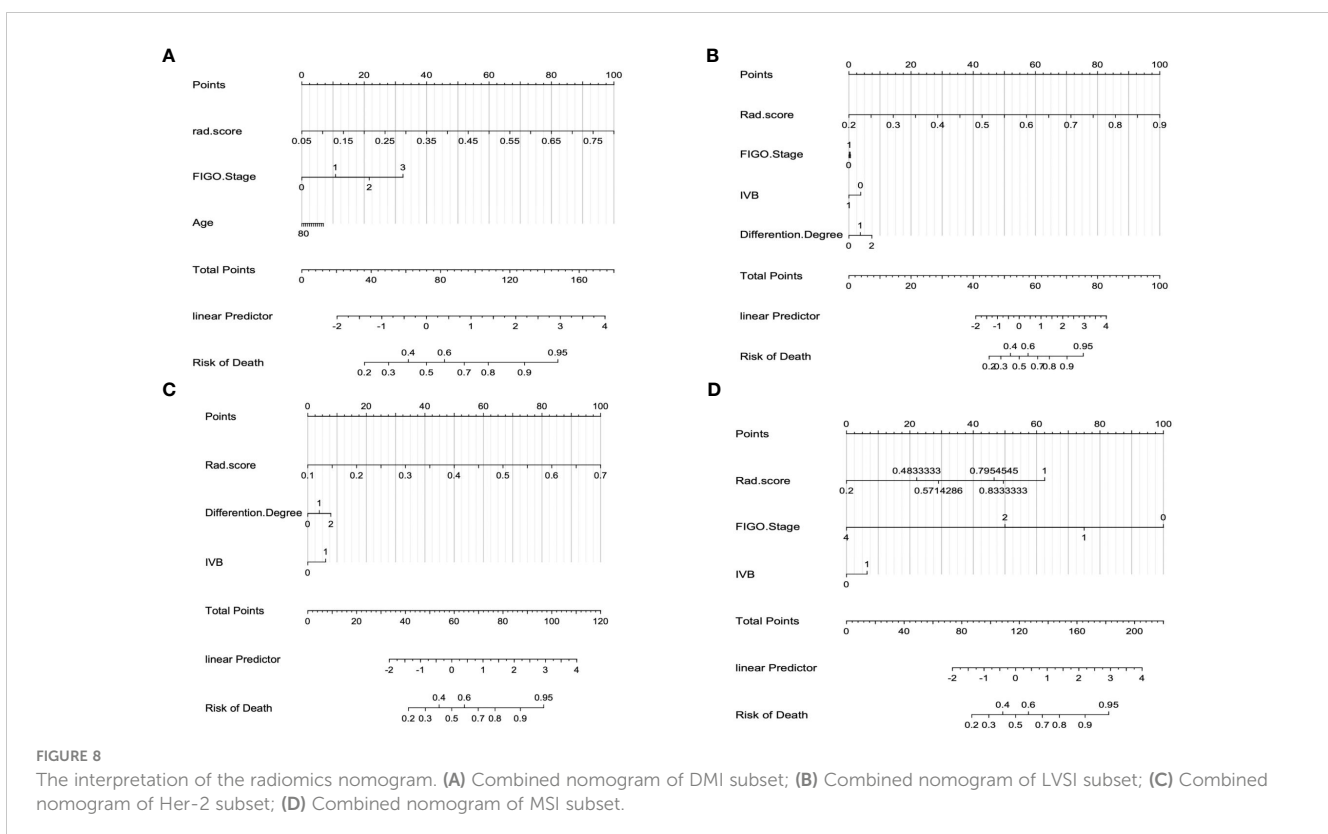 A
0 20 40 60 80 100
Points
rad.score
0.05 0.15 0.25 0.35 0.45 0.55 0.65 0.75
1 3
FIGO.Stage
0 2
Age
80
Total Points
0 40 80 120 160
linear Predictor
-2 -1 0 1 2 3 4
0.4 0.6 0.95
Risk of Death
0.2 0.3 0.5 0.7 0.8 0.9
B
0 20 40 60 80 100
Points
Rad.score
0.2 0.3 0.4 0.5 0.6 0.7 0.8 0.9
1
FIGO.Stage
0
0
IVB
1
1
Differention.Degree
0 2
Total Points
0 20 40 60 80 100
linear Predictor
-2 -1 0 1 2 3 4
0.4 0.6 0.95
Risk of Death
0.2 0.3 0.5 0.7 0.8 0.9
C
0 20 40 60 80 100
Points
Rad.score
0.1 0.2 0.3 0.4 0.5 0.6 0.7
1
Differention.Degree
0 2
1
IVB
0
Total Points
0 20 40 60 80 100 120
linear Predictor
-2 -1 0 1 2 3 4
0.4 0.6 0.95
Risk of Death
0.2 0.3 0.5 0.7 0.8 0.9
D
0 20 40 60 80 100
Points
0.4833333 0.7954545 1
Rad.score
0.2 0.5714286 0.8333333
2 0
FIGO.Stage
4 1
1
IVB
0
Total Points
0 40 80 120 160 200
linear Predictor
-2 -1 0 1 2 3 4
0.4 0.6 0.95
Risk of Death
0.2 0.3 0.5 0.7 0.8 0.9
FIGURE 8
The interpretation of the radiomics nomogram. (A) Combined nomogram of DMI subset; (B) Combined nomogram of LVSI subset; (C) Combined
nomogram of Her-2 subset; (D) Combined nomogram of MSI subset.